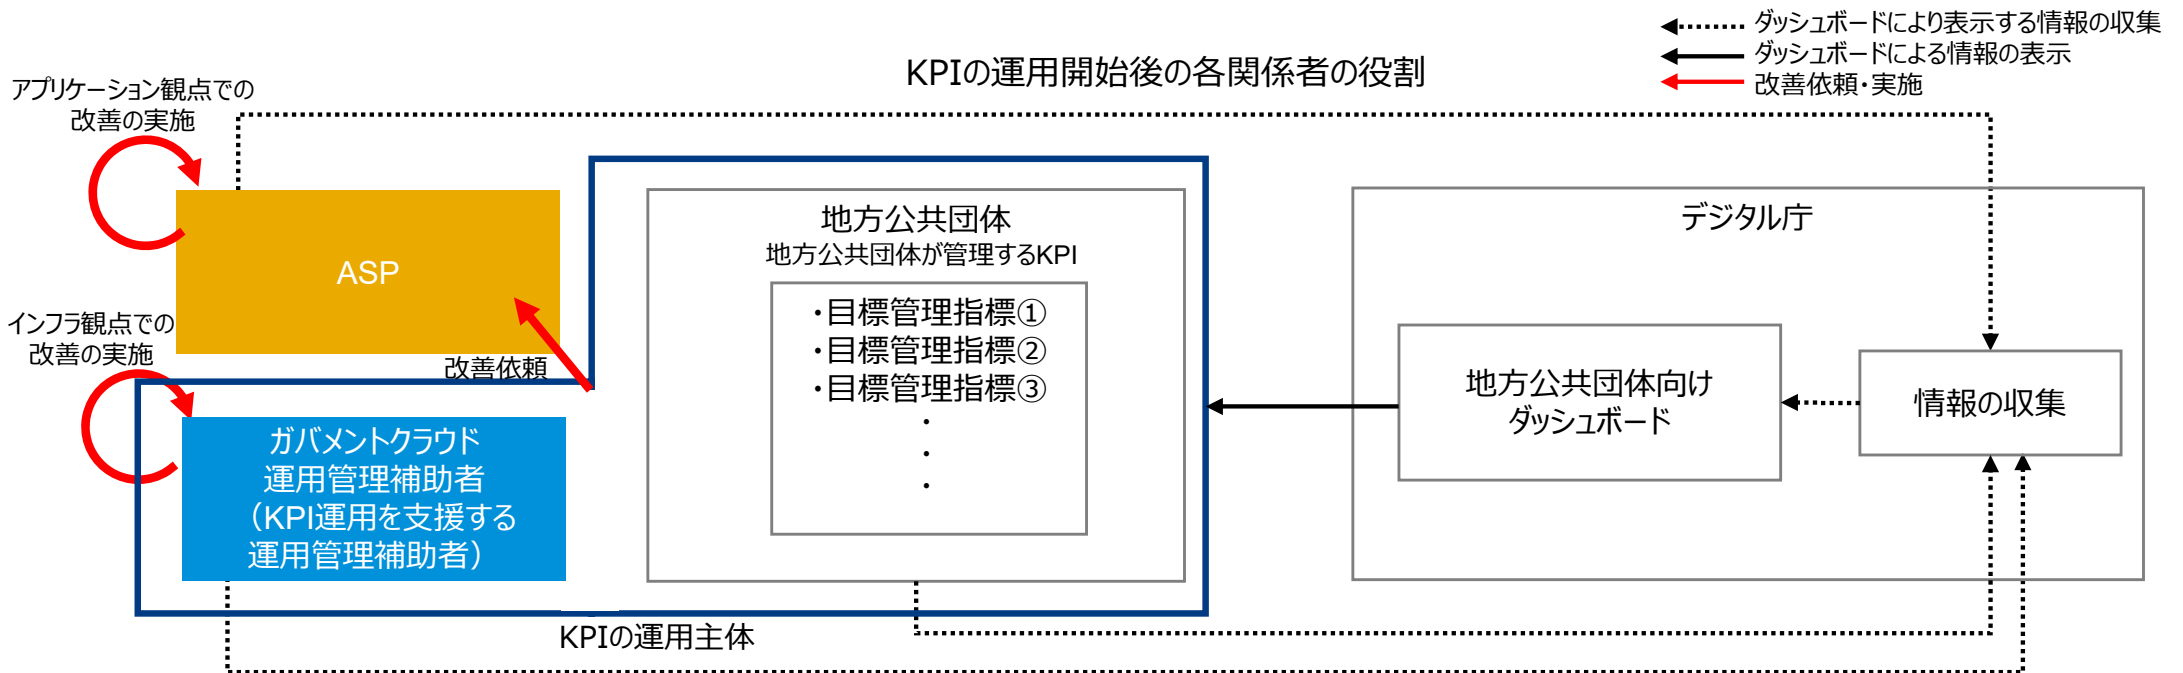 ダッシュボードにより表示する情報の収集
ダッシュボードによる情報の表示
改善依頼・実施
KPIの運用開始後の各関係者の役割
アプリケーション観点での
改善の実施
ASP
インフラ観点での
改善の実施
改善依頼
ガバメントクラウド
運用管理補助者
（KPI運用を支援する
運用管理補助者）
地方公共団体
地方公共団体が管理するKPI
・目標管理指標①
・目標管理指標②
・目標管理指標③
・
・
・
KPIの運用主体
デジタル庁
地方公共団体向け
ダッシュボード
情報の収集